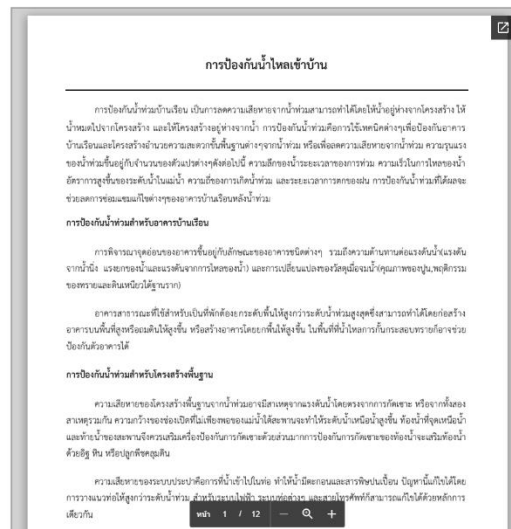 การป้องกันน้ำไหลเข้าบ้าน
การป้องกันน้ำท่วมบ้านเรือน เป็นการลดความเสียหายจากน้ำท่วมสามารถทำได้โดยให้น้ำอยู่ห่างจากโครงสร้าง ให้
น้ำหมดไปจากโครงสร้าง และให้โครงสร้างอยู่ห่างจากน้ำ การป้องกันน้ำท่วมคือการใช้เทคนิคต่างๆเพื่อป้องกันอาคาร
บ้านเรือนและโครงสร้างอำนวยความสะดวกขั้นพื้นฐานต่างๆจากน้ำท่วม หรือเพื่อลดความเสียหายจากน้ำท่วม ความรุนแรง
ของน้ำท่วมขึ้นอยู่กับจำนวนของตัวแปรต่างๆดังต่อไปนี้ ความลึกของน้ำระยะเวลาของการท่วม ความเร็วในการไหลของน้ำ
อัตราการสูงขึ้นของระดับน้ำในแม่น้ำ ความถี่ของการเกิดน้ำท่วม และระยะเวลาการตกของฝน การป้องกันน้ำท่วมที่ได้ผลจะ
ช่วยลดการซ่อมแซมแก้ไขต่างๆของอาคารบ้านเรือนหลังน้ำท่วม
การป้องกันน้ำท่วมสำหรับอาคารบ้านเรือน
การพิจารณาจุดอ่อนของอาคารขึ้นอยู่กับลักษณะของอาคารชนิดต่างๆ รวมถึงความต้านทานต่อแรงดันน้ำ(แรงดัน
จากน้ำนิ่ง แรงยกของน้ำและแรงดันจากการไหลของน้ำ) และการเปลี่ยนแปลงของวัสดุเมื่อจมน้ำ(คุณภาพของปูน,พฤติกรรม
ของทรายและดินเหนียวใต้ฐานราก)
อาคารสาธารณะที่ใช้สำหรับเป็นที่พักต้องยกระดับพื้นให้สูงกว่าระดับน้ำท่วมสูงสุดซึ่งสามารถทำได้โดยก่อสร้าง
อาคารบนพื้นที่สูงหรือถมดินให้สูงขึ้น หรือสร้างอาคารโดยยกพื้นให้สูงขึ้น ในพื้นที่ที่น้ำไหลการกั้นกระสอบทรายก็อาจช่วย
ป้องกันตัวอาคารได้
การป้องกันน้ำท่วมสำหรับโครงสร้างพื้นฐาน
ความเสียหายของโครงสร้างพื้นฐานจากน้ำท่วมอาจมีสาเหตุจากแรงดันน้ำโดยตรงจากการกัดเซาะ หรือจากทั้งสอง
สาเหตุรวมกัน ความกว้างของช่องเปิดที่ไม่เพียงพอของแม่น้ำใต้สะพานจะทำให้ระดับน้ำเหนือน้ำสูงขึ้น ท้องน้ำที่จุดเหนือน้ำ
และท้ายน้ำของสะพานจึงควรเสริมเครื่องป้องกันการกัดเซาะด้วยส่วนมากการป้องกันการกัดเซาะของท้องน้ำจะเสริมท้องน้ำ
ด้วยอิฐ หิน หรือปลูกพืชคลุมดิน
ความเสียหายของระบบประปาคือการที่น้ำเข้าไปในท่อ ทำให้น้ำมีตะกอนและสารพิษปนเปื้อน ปัญหานี้แก้ไขได้โดย
การวางแนวท่อให้สูงกว่าระดับน้ำท่วม สำหรับระบบไฟฟ้า ระบบท่อต่างๆ และสายโทรศัพท์ก็สามารถแก้ไขได้ด้วยหลักการ
เดียวกัน
หน้า 1 / 12